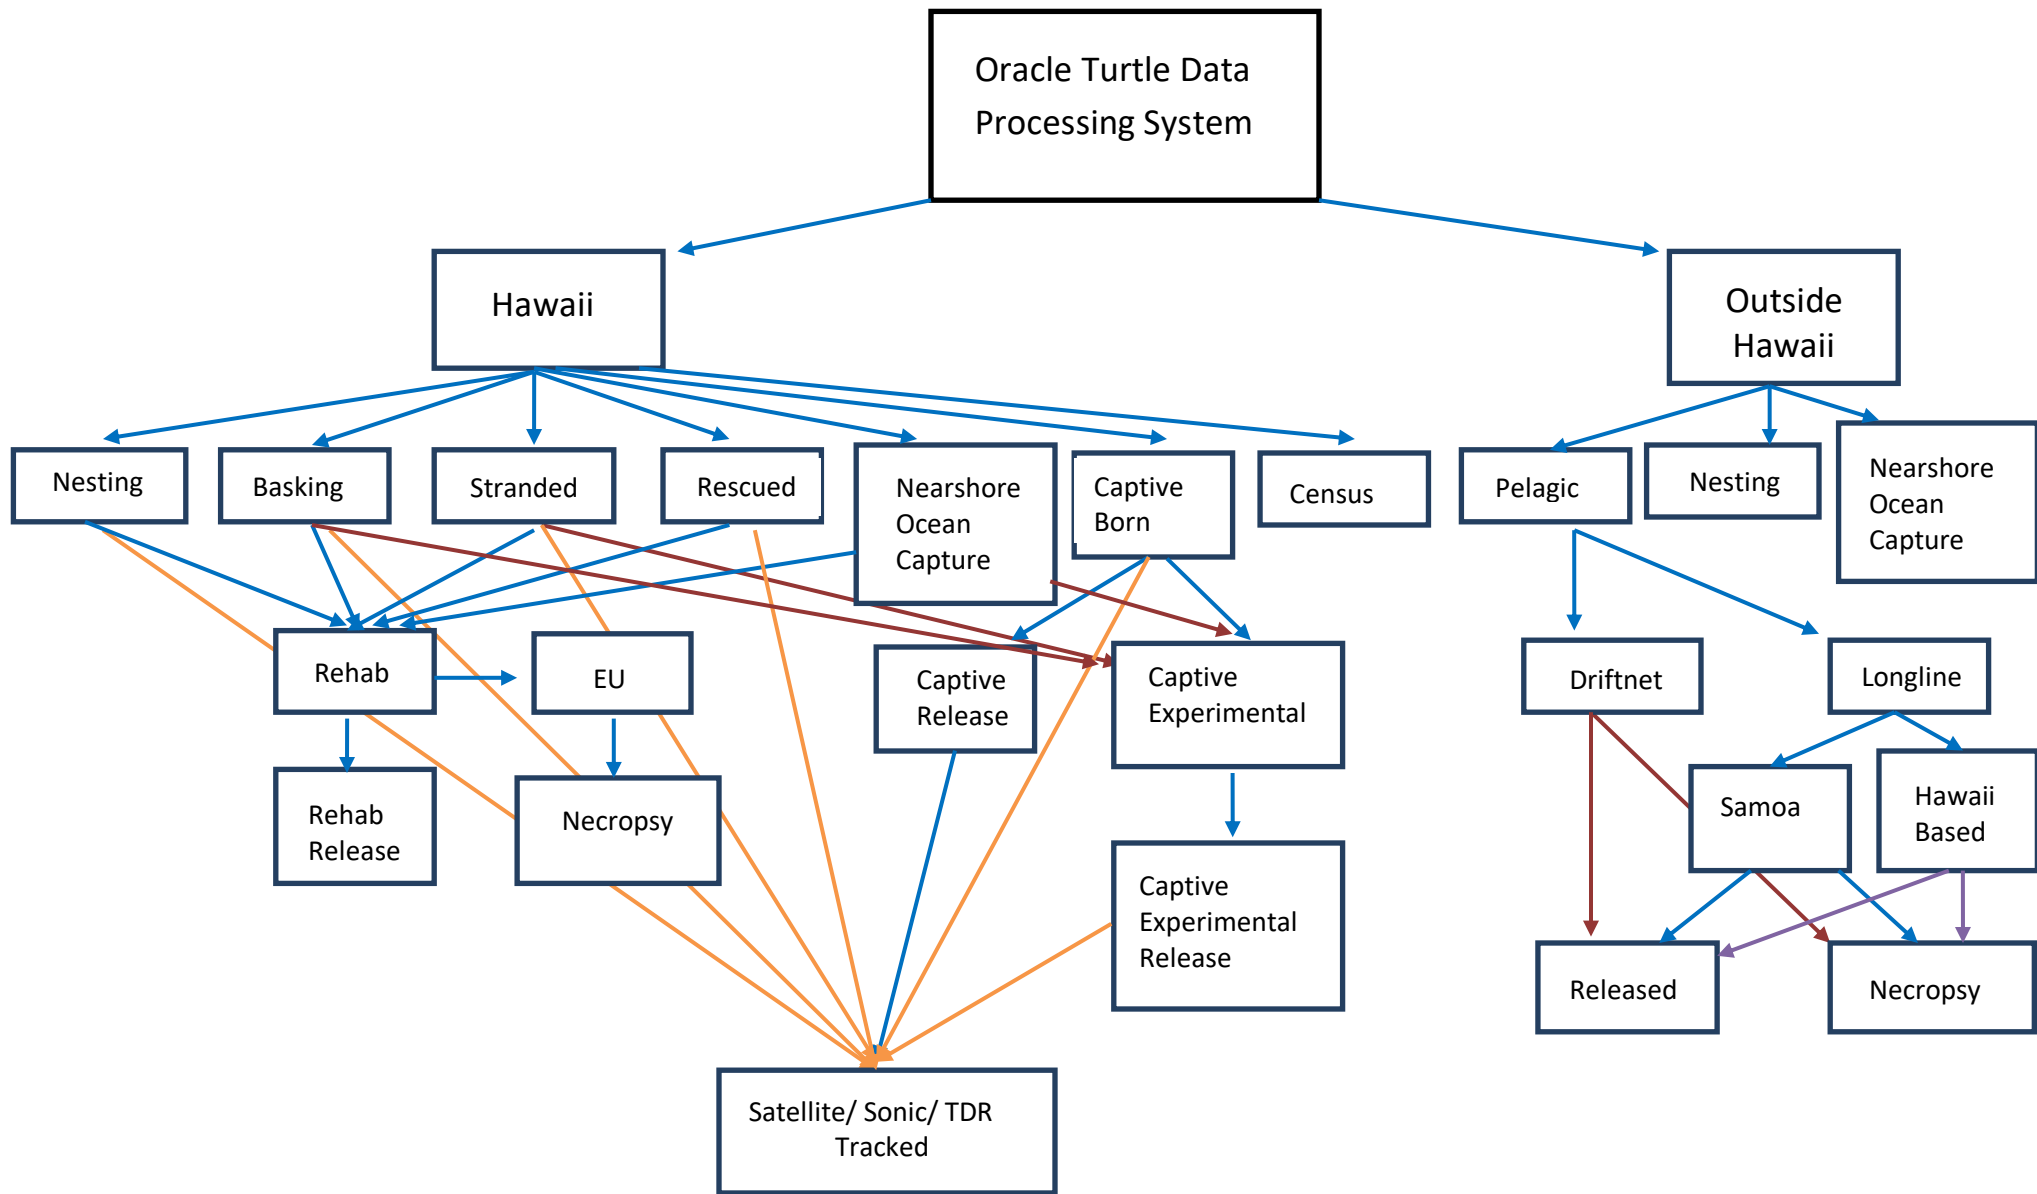 Oracle Turtle Data
Processing System
Hawaii
Outside
Hawaii
Nesting
Basking
Stranded
Rescued
Nearshore
Ocean
Capture
Captive
Born
Census
Pelagic
Nesting
Nearshore
Ocean
Capture
Rehab
EU
Captive
Release
Captive
Experimental
Driftnet
Longline
Rehab
Release
Necropsy
Captive
Experimental
Release
Samoa
Hawaii
Based
Released
Necropsy
Satellite/ Sonic/ TDR
Tracked